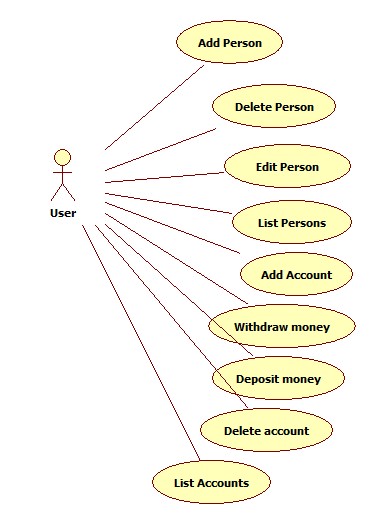 Add Person
Delete Person
Edit Person
User
List Persons
Add Account
Withdraw money
Deposit money
Delete account
List Accounts